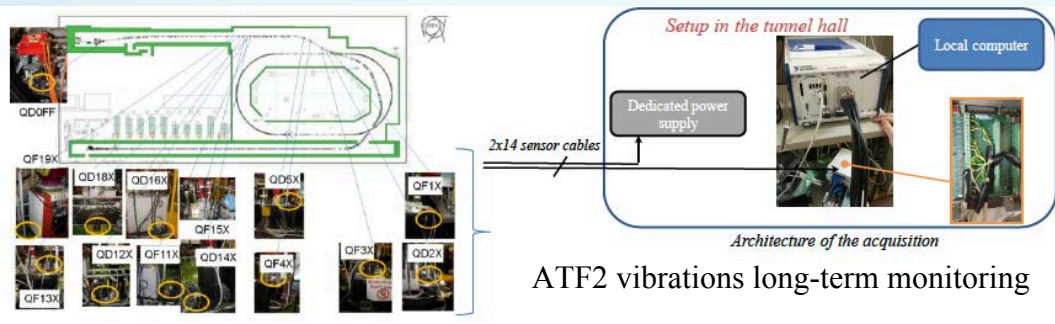 QD0FF
QF19X
QD18X
QD16X
QF15X
QD5X
QF1X
QF13X
QD12X
QF11X
QD14X
QF4X
QF3X
QD2X
2x14 sensor cables
Setup in the tunnel hall
Local computer
Dedicated power
supply
Architecture of the acquisition
ATF2 vibrations long-term monitoring